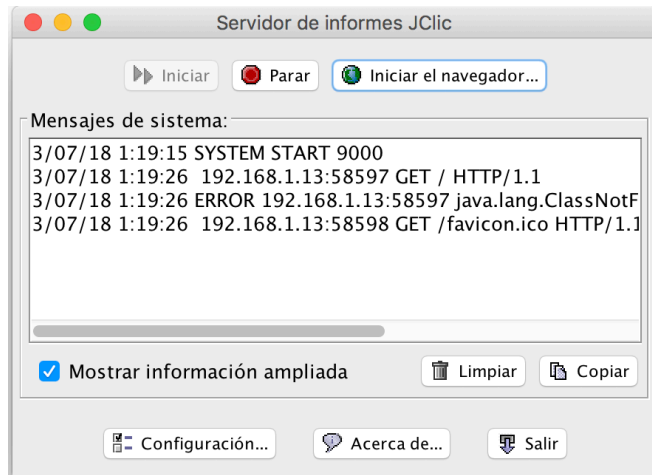 Servidor de informes JClic
Iniciar Parar Iniciar el navegador...
Mensajes de sistema:
3/07/18 1:19:15 SYSTEM START 9000
3/07/18 1:19:26 192.168.1.13:58597 GET / HTTP/1.1
3/07/18 1:19:26 ERROR 192.168.1.13:58597 java.lang.ClassNotF
3/07/18 1:19:26 192.168.1.13:58598 GET /favicon.ico HTTP/1.1
Mostrar información ampliada Limpiar Copiar
Configuración... Acerca de... Salir